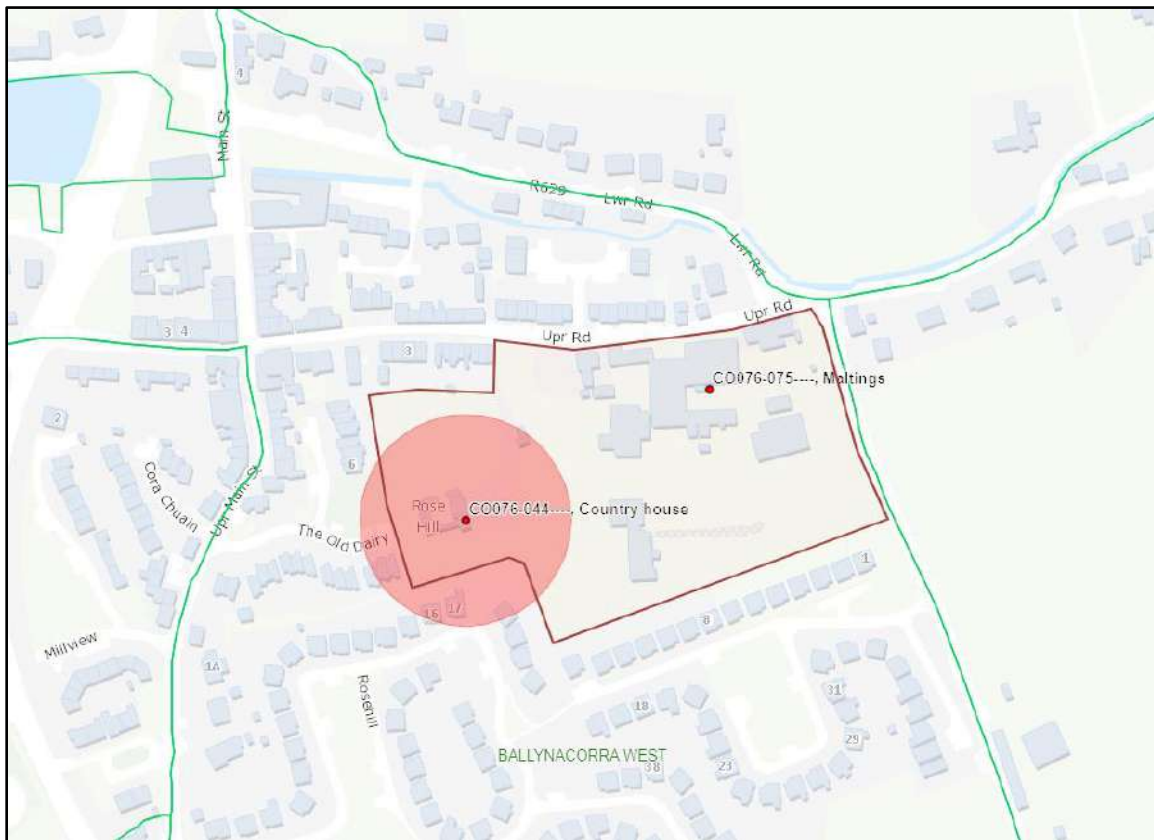 4
Main St
R629
Lwr Rd
Lwr Rd
Upr Rd
3 4
3
Upr Rd
CO076-075----, Maltings
2
6
Cora Chuain
Upr Main St
Rose
Hill
CO076-044----, Country house
The Old Dairy
1
16
17
8
Millview
1A
Rosehill
31
18
29
BALLYNACORRA WEST
38
23